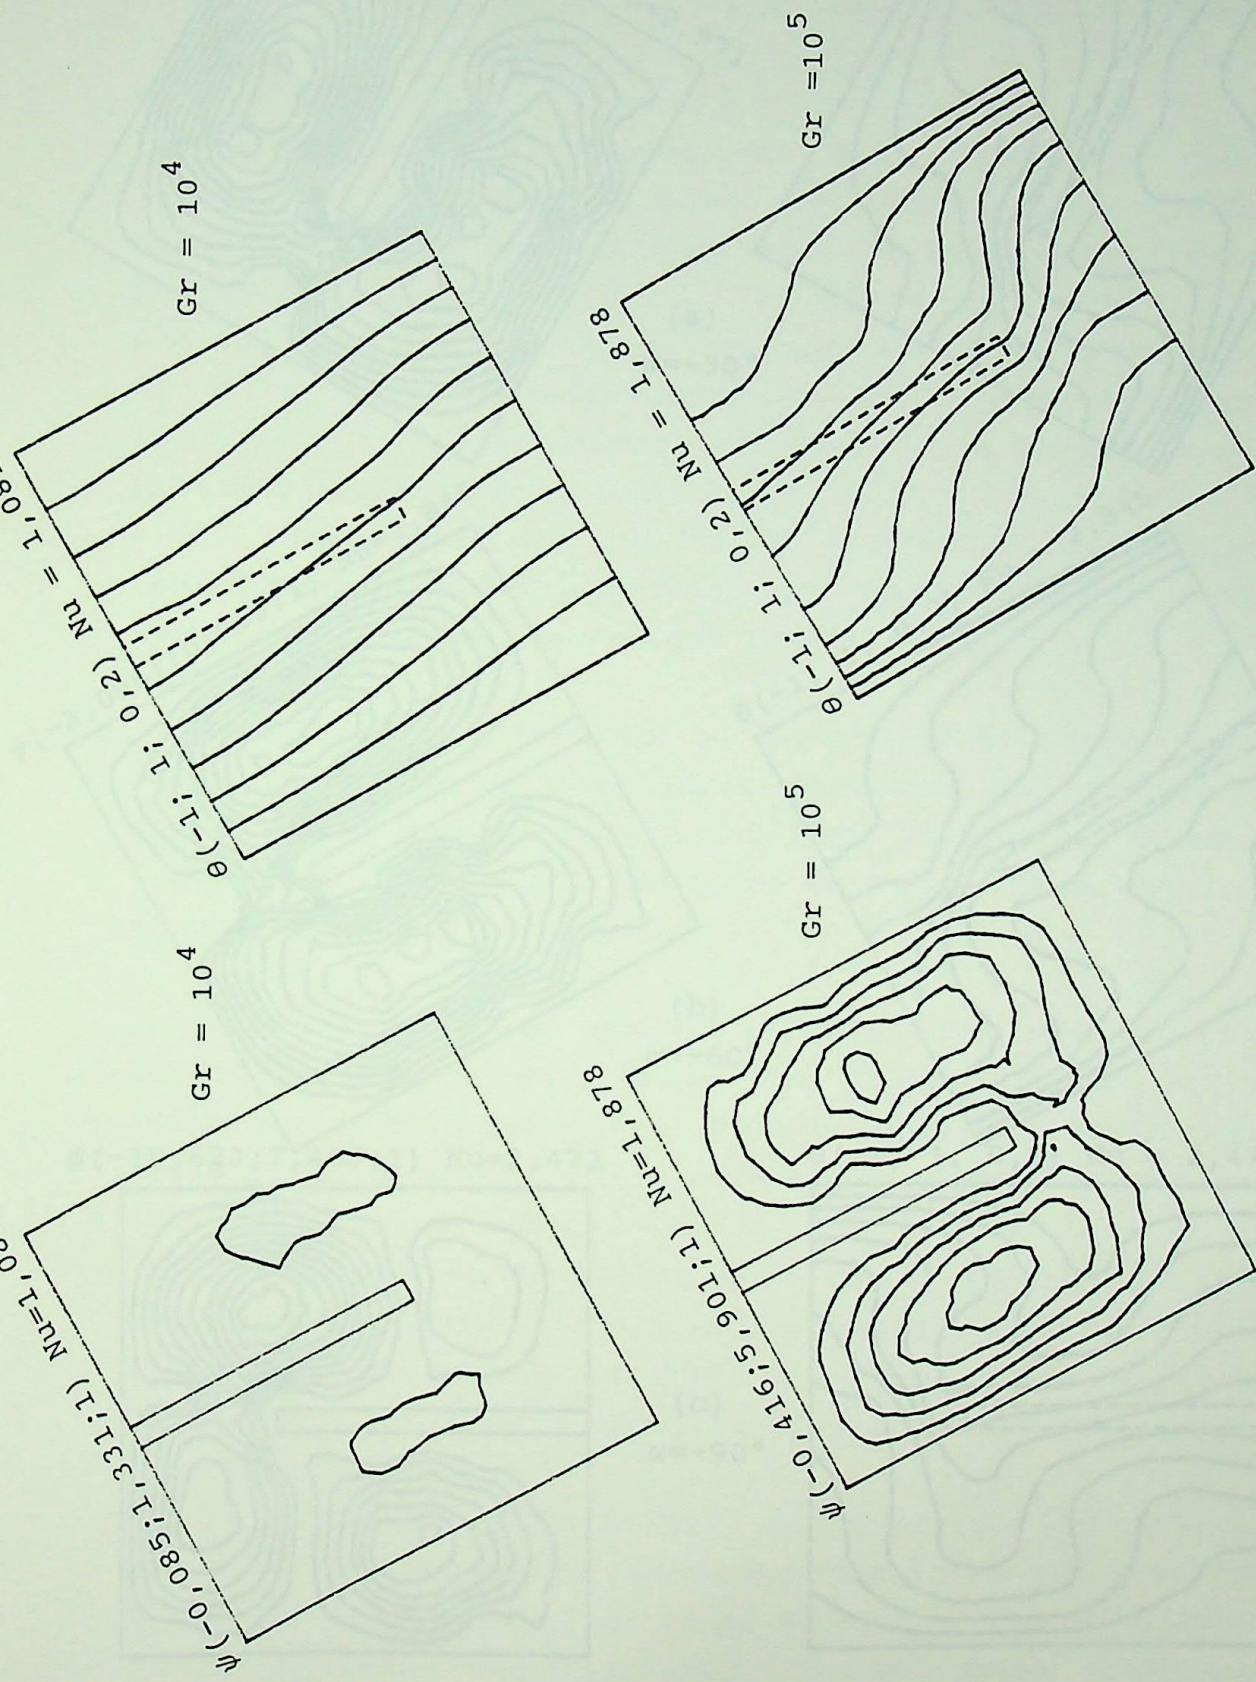 Gr = 10⁴
θ(-1; 1; 0,2) Nu = 1,08
Gr =10⁵
θ(-1; 1; 0,2) Nu = 1,878
Gr = 10⁴
ψ(-0,085;1,331;1) Nu=1,08
Gr = 10⁵
ψ(-0,416;5,901;1) Nu=1,878
(a)
(b)
(c)
α=-90°